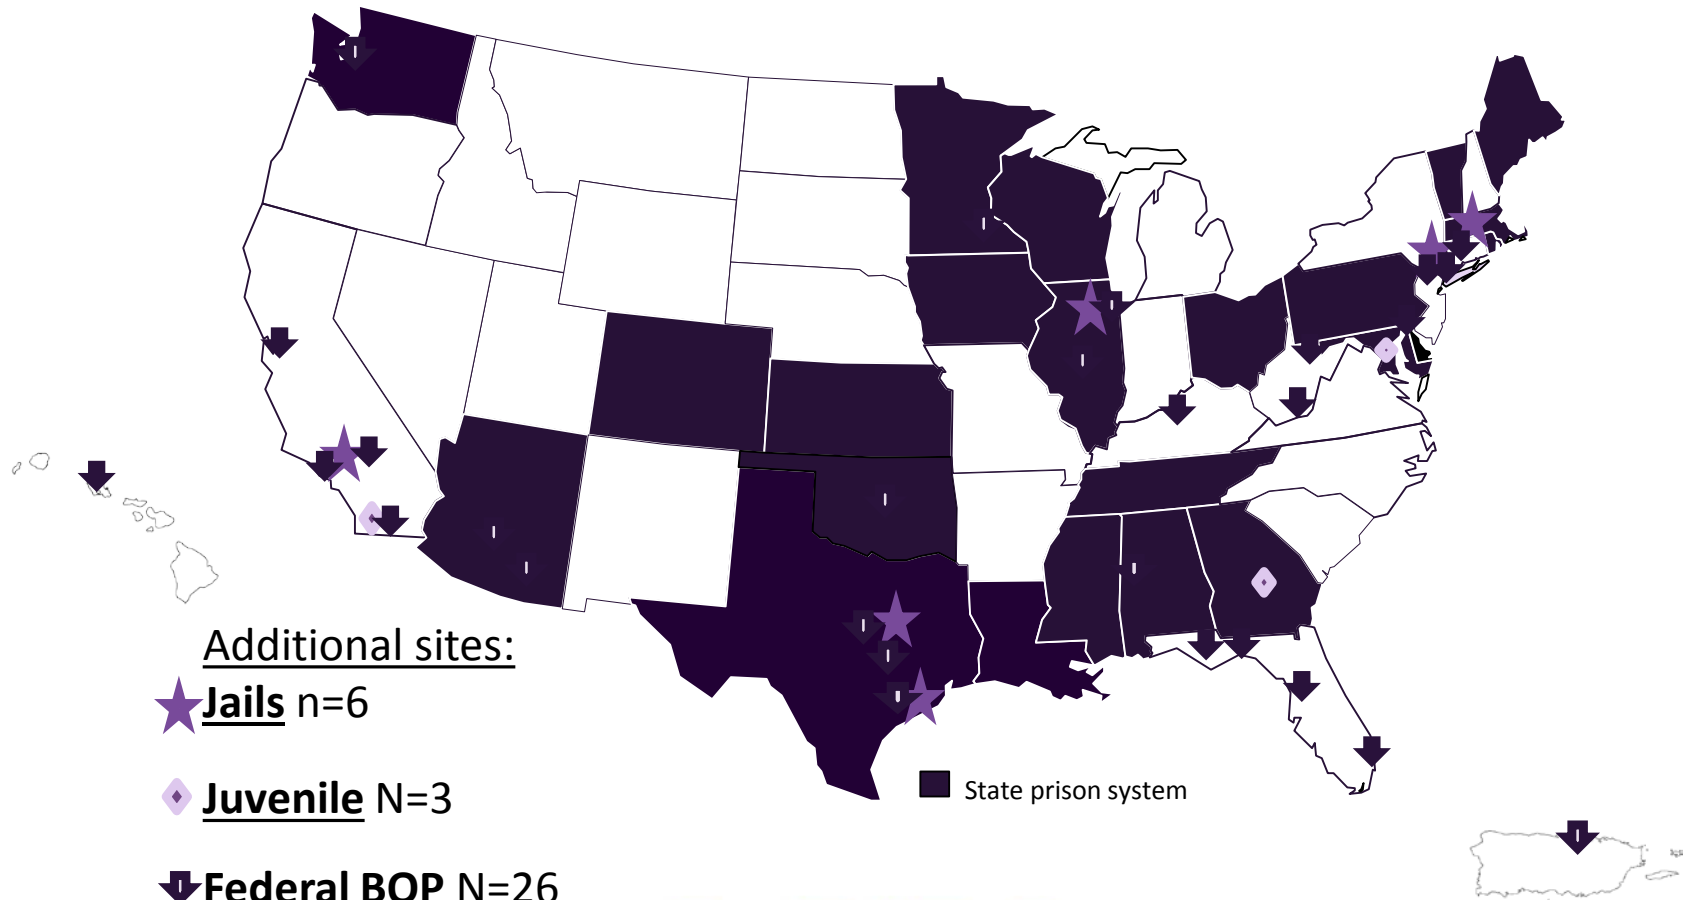 Additional sites:
Jails n=6
Juvenile N=3
Federal BOP N=26
State prison system